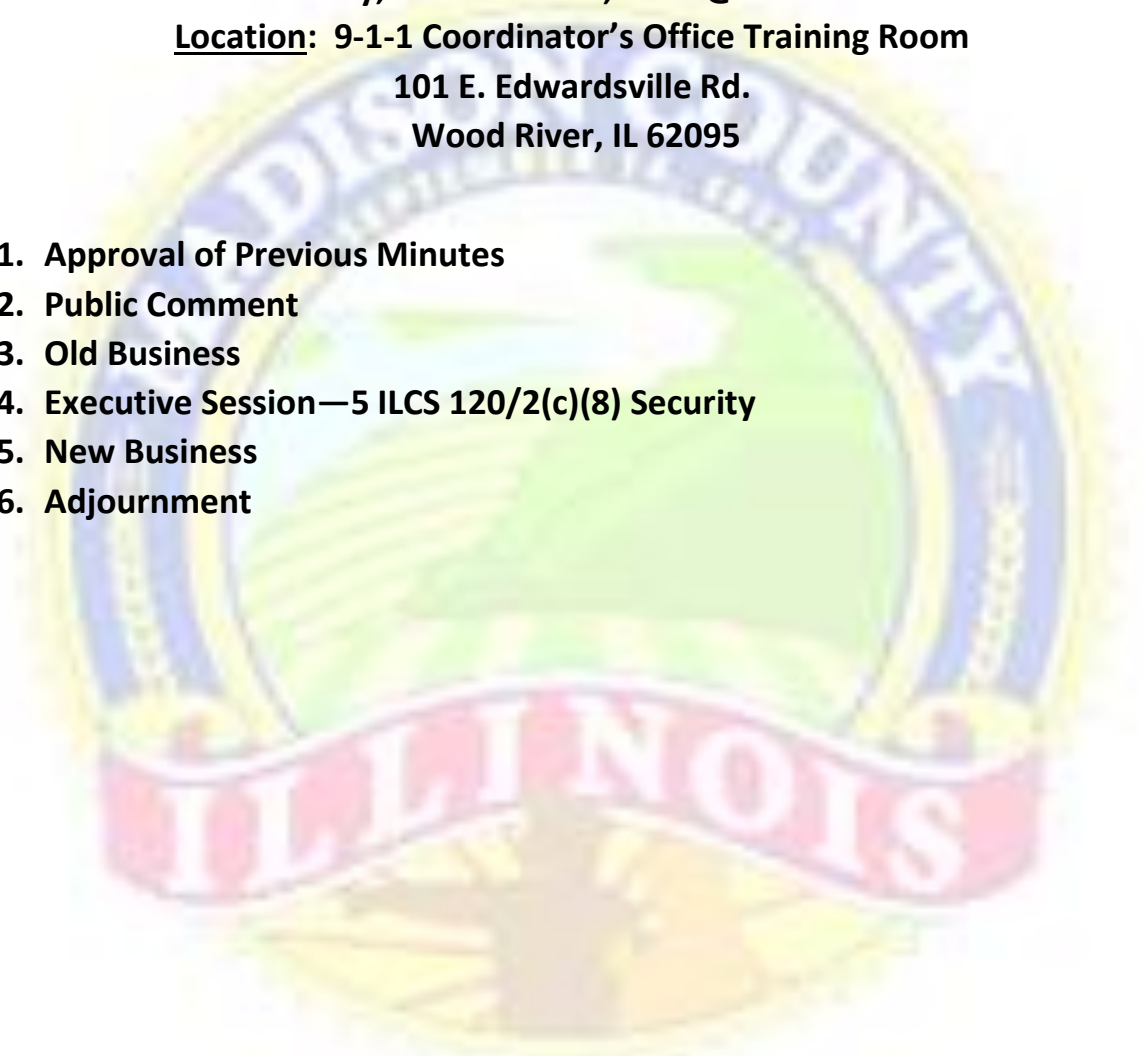 Location: 9-1-1 Coordinator’s Office Training Room
101 E. Edwardsville Rd.
Wood River, IL 62095
MADISON COUNTY
1. Approval of Previous Minutes
2. Public Comment
3. Old Business
4. Executive Session—5 ILCS 120/2(c)(8) Security
5. New Business
6. Adjournment
ILLINOIS